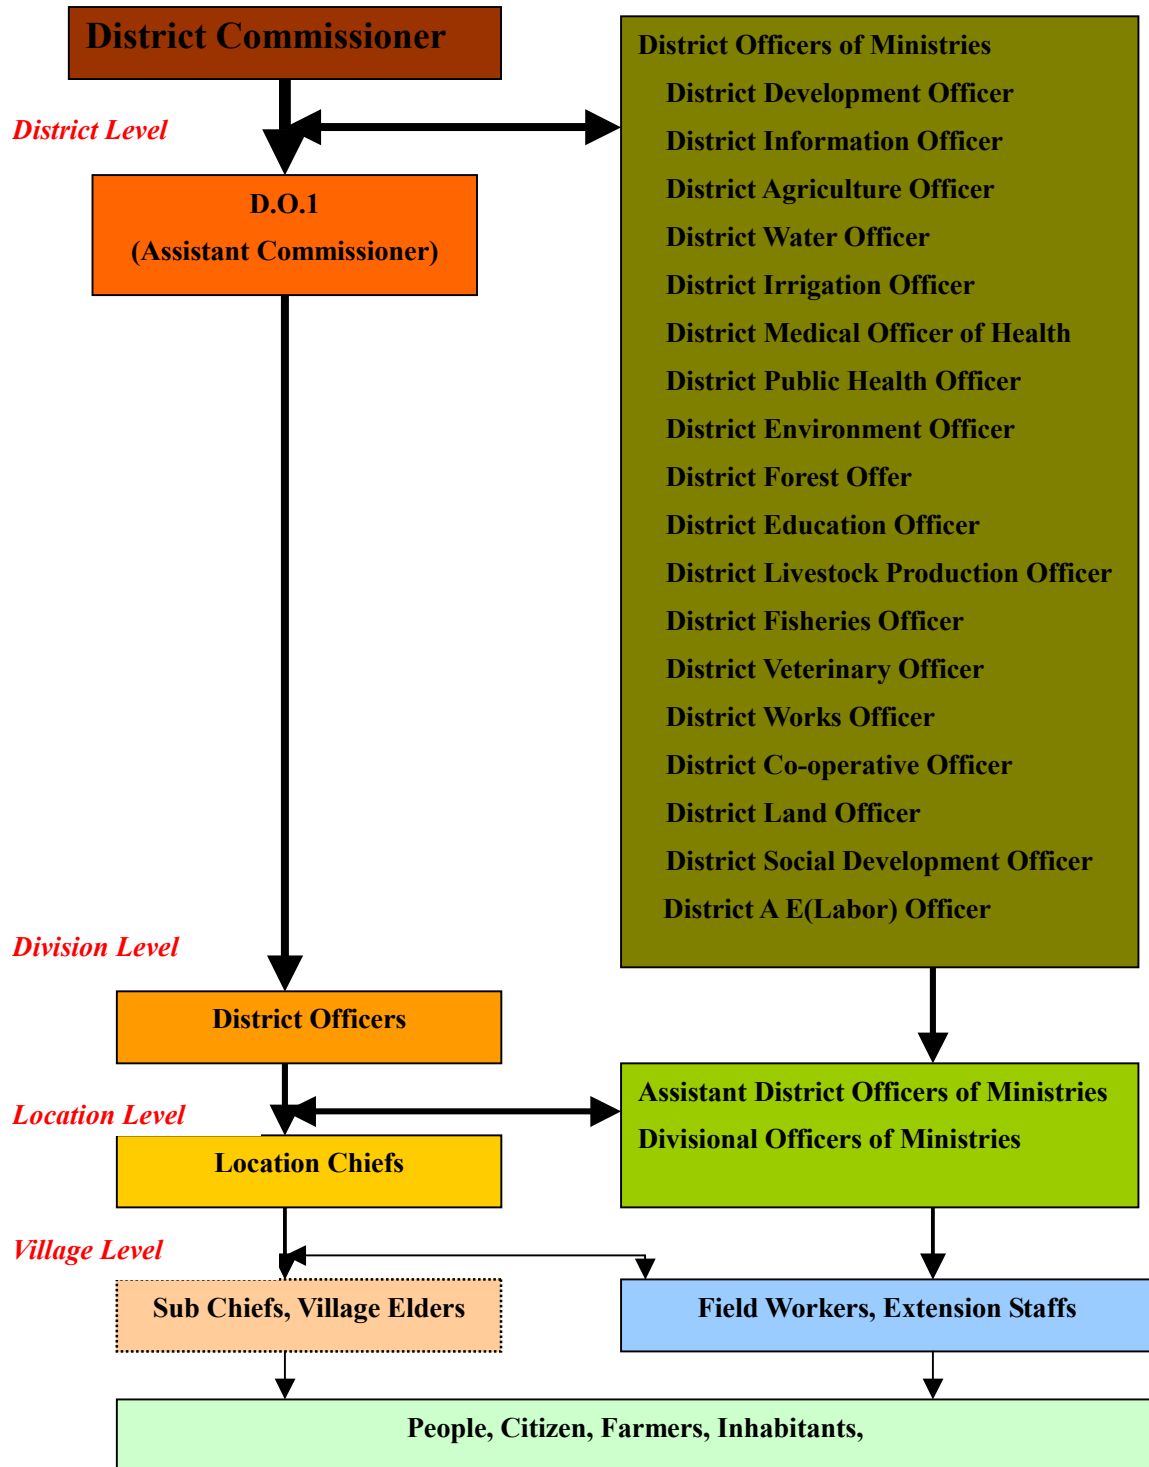 District Commissioner
District Level
D.O.1
(Assistant Commissioner)
District Officers of Ministries
District Development Officer
District Information Officer
District Agriculture Officer
District Water Officer
District Irrigation Officer
District Medical Officer of Health
District Public Health Officer
District Environment Officer
District Forest Offer
District Education Officer
District Livestock Production Officer
District Fisheries Officer
District Veterinary Officer
District Works Officer
District Co-operative Officer
District Land Officer
District Social Development Officer
District A E(Labor) Officer
Division Level
District Officers
Location Level
Assistant District Officers of Ministries
Divisional Officers of Ministries
Location Chiefs
Village Level
Sub Chiefs, Village Elders
Field Workers, Extension Staffs
People, Citizen, Farmers, Inhabitants,